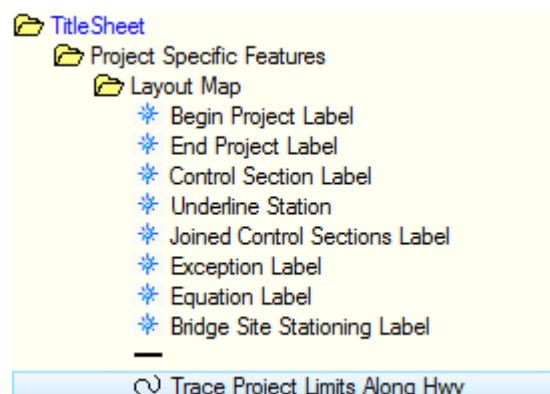 TitleSheet
Project Specific Features
Layout Map
Begin Project Label
End Project Label
Control Section Label
Underline Station
Joined Control Sections Label
Exception Label
Equation Label
Bridge Site Stationing Label
Trace Project Limits Along Hwy